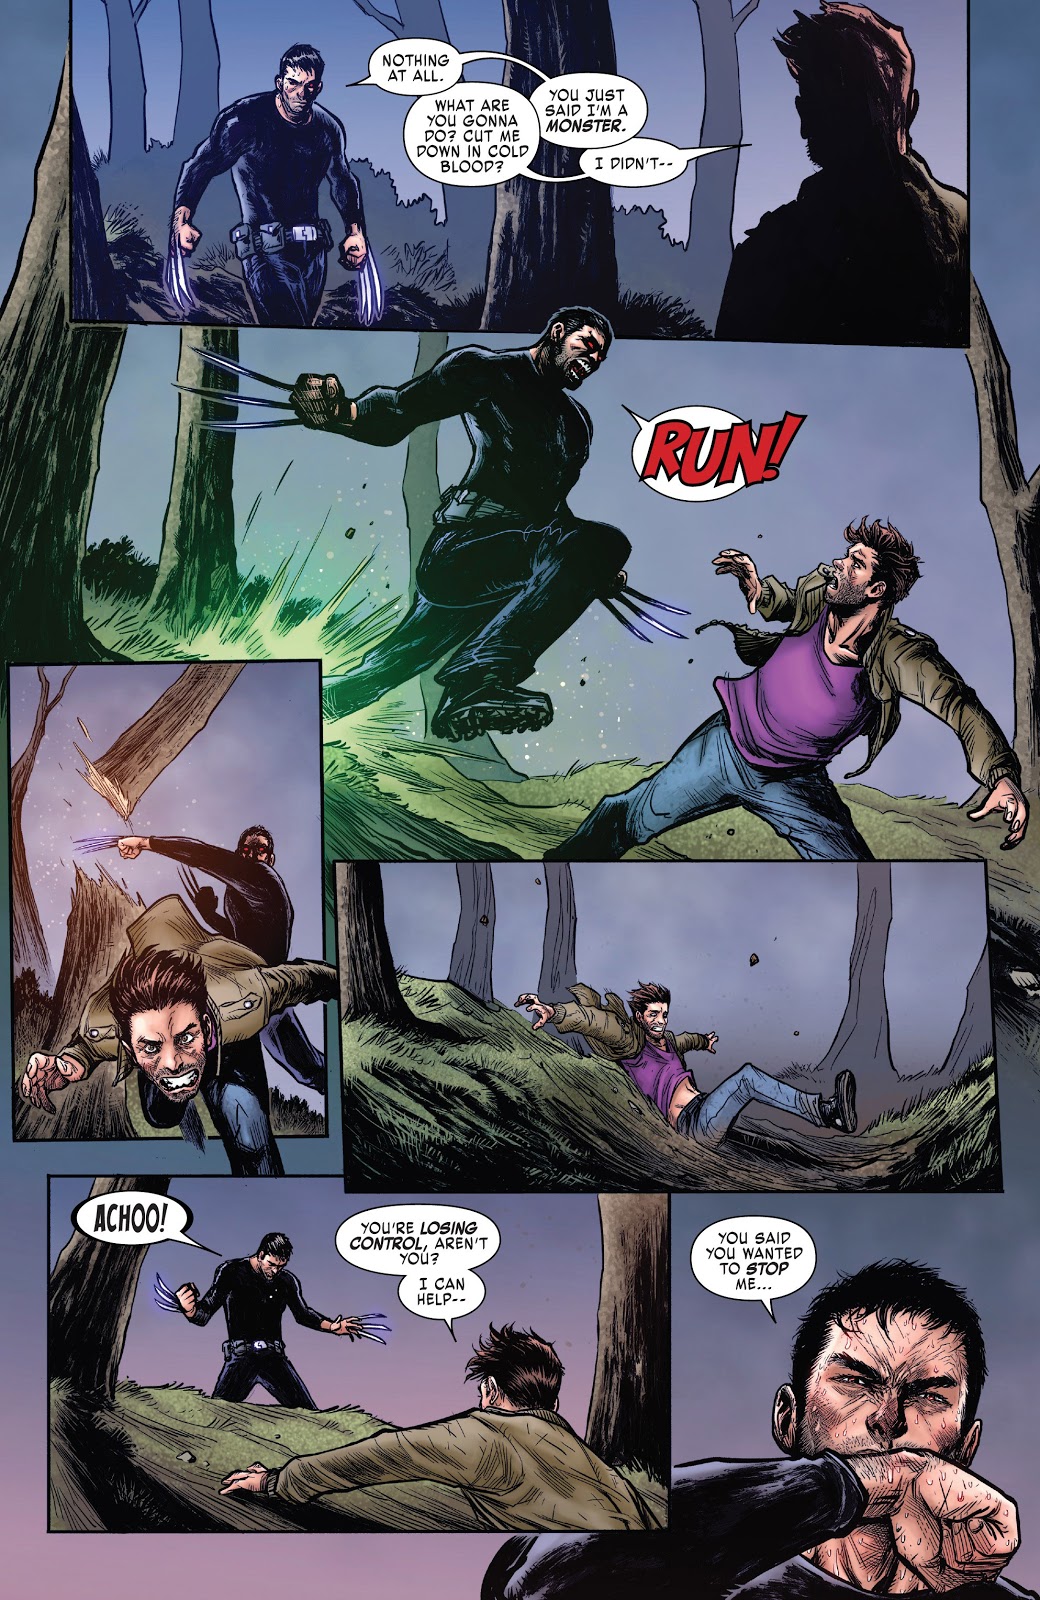 NOTHING
AT ALL.
WHAT ARE
YOU GONNA
DO? CUT ME
DOWN IN COLD
BLOOD?
YOU JUST
SAID I'M A
MONSTER.
I DIDN'T--
RUN!
ACHOO!
YOU'RE LOSING
CONTROL, AREN'T
YOU?
I CAN
HELP--
YOU SAID
YOU WANTED
TO STOP
ME...